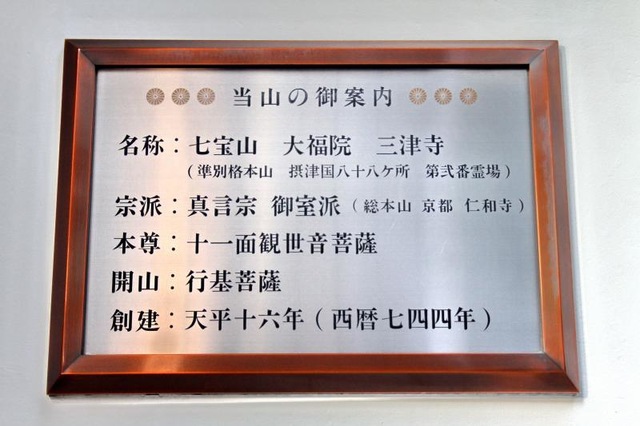 当山の御案内
名称：七宝山　大福院　三津寺
（準別格本山　摂津国八十八ケ所　第弐番霊場）
宗派：真言宗 御室派（総本山 京都 仁和寺）
本尊：十一面観世音菩薩
開山：行基菩薩
創建：天平十六年（西暦七四四年）